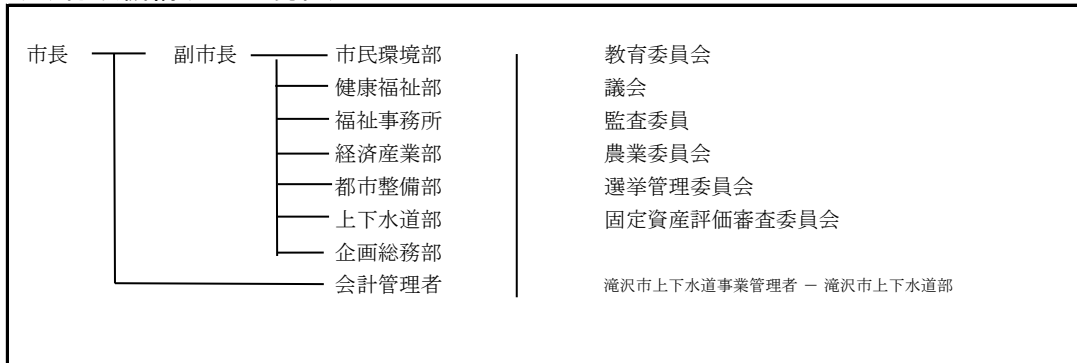 市長 副市長 市民環境部 教育委員会
健康福祉部 議会
福祉事務所 監査委員
経済産業部 農業委員会
都市整備部 選挙管理委員会
上下水道部 固定資産評価審査委員会
企画総務部
会計管理者 滝沢市上下水道事業管理者 － 滝沢市上下水道部